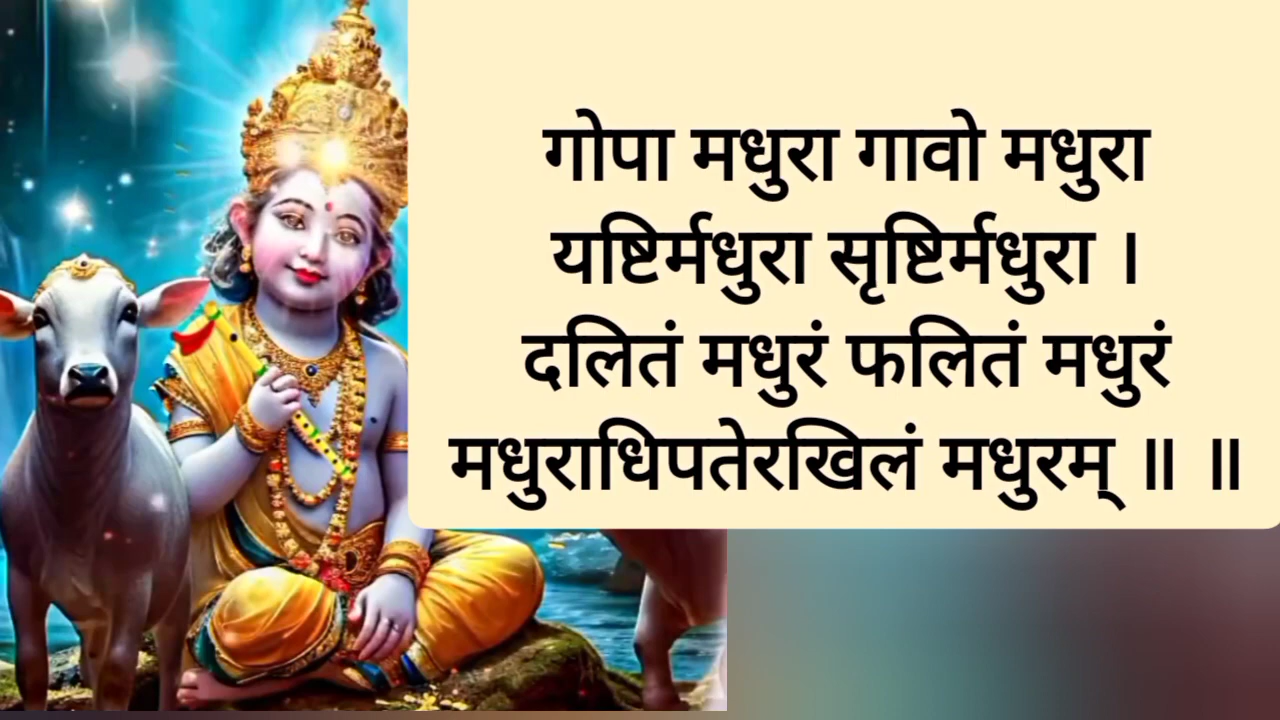 गोपा मधुरा गावो मधुरा
यष्टिर्मधुरा सृष्टिर्मधुरा ।
दलितं मधुरं फलितं मधुरं
मधुराधिपतेरखिलं मधुरम् ॥ ॥